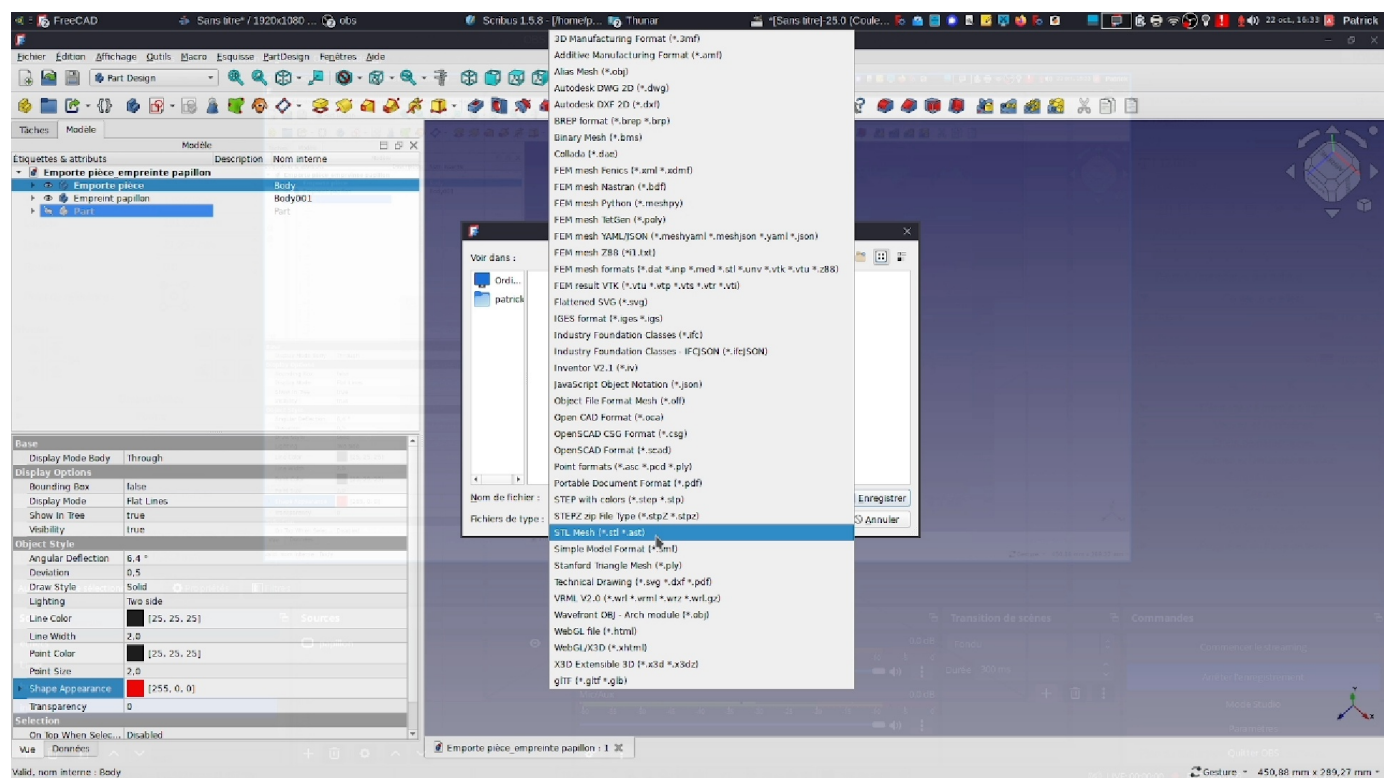 FreeCAD
Sans titre* / 1920x1080 ...
obs
Scribus 1.5.8 - [/home/p...
Thunar
*[Sans titre]-25.0 (Coule...
22 oct., 16:33
Patrick
Fichier Édition Affichage Outils Macro Esquisse PartDesign Fenêtres Aide
Part Design
Tâches Modèle
Modèle
Étiquettes & attributs Description Nom interne
Emporte pièce_empreinte papillon
Emporte pièce Body
Empreint papillon Body001
Part Part
Base
Display Mode Body Through
Display Options
Bounding Box false
Display Mode Flat Lines
Show In Tree true
Visibility true
Object Style
Angular Deflection 6,4 °
Deviation 0,5
Draw Style Solid
Lighting Two side
Line Color [25, 25, 25]
Line Width 2,0
Point Color [25, 25, 25]
Point Size 2,0
Shape Appearance [255, 0, 0]
Transparency 0
Selection
On Top When Selec... Disabled
Vue Données
Valid, nom interne : Body
Voir dans :
Ordi...
patrick
Nom de fichier :
Enregistrer
Fichiers de type :
Annuler
3D Manufacturing Format (*.3mf)
Additive Manufacturing Format (*.amf)
Alias Mesh (*.obj)
Autodesk DWG 2D (*.dwg)
Autodesk DXF 2D (*.dxf)
BREP format (*.brep *.brp)
Binary Mesh (*.bms)
Collada (*.dae)
FEM mesh Fenics (*.xml *.xdmf)
FEM mesh Nastran (*.bdf)
FEM mesh Python (*.meshpy)
FEM mesh TetGen (*.poly)
FEM mesh YAML/JSON (*.meshyaml *.meshjson *.yaml *.json)
FEM mesh Z88 (*i1.txt)
FEM mesh formats (*.dat *.inp *.med *.stl *.unv *.vtk *.vtu *.z88)
FEM result VTK (*.vtu *.vtp *.vts *.vtr *.vti)
Flattened SVG (*.svg)
IGES format (*.iges *.igs)
Industry Foundation Classes (*.ifc)
Industry Foundation Classes - IFCJSON (*.ifcJSON)
Inventor V2.1 (*.iv)
JavaScript Object Notation (*.json)
Object File Format Mesh (*.off)
Open CAD Format (*.oca)
OpenSCAD CSG Format (*.csg)
OpenSCAD Format (*.scad)
Point formats (*.asc *.pcd *.ply)
Portable Document Format (*.pdf)
STEP with colors (*.step *.stp)
STEPZ zip File Type (*.stpZ *.stpz)
STL Mesh (*.stl *.ast)
Simple Model Format (*.smf)
Stanford Triangle Mesh (*.ply)
Technical Drawing (*.svg *.dxf *.pdf)
VRML V2.0 (*.wrl *.vrml *.wrz *.wrl.gz)
Wavefront OBJ - Arch module (*.obj)
WebGL file (*.html)
WebGL/X3D (*.xhtml)
X3D Extensible 3D (*.x3d *.x3dz)
glTF (*.gltf *.glb)
Sources
Transition de scènes
Commandes
Durée 300 ms
Mode Studio
Paramètres
Quitter OBS
Emporte pièce_empreinte papillon : 1
Gesture 450,88 mm x 289,27 mm